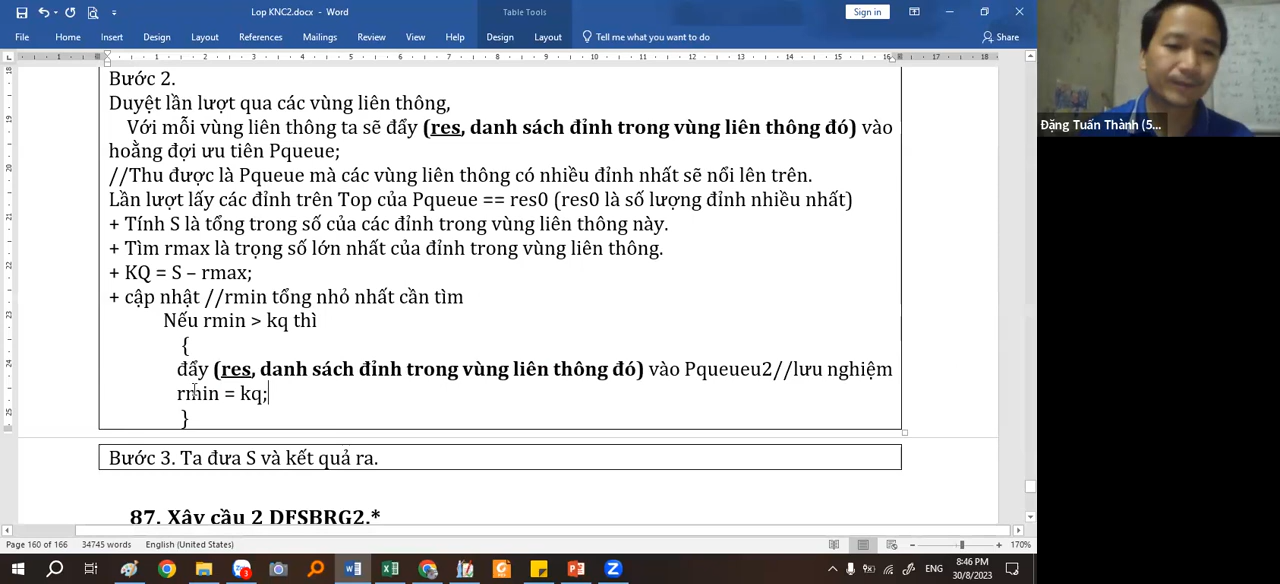 Lop KNC2.docx - Word
Table Tools
Sign in
File Home Insert Design Layout References Mailings Review View Help Design Layout Tell me what you want to do Share
Bước 2.
Duyệt lần lượt qua các vùng liên thông,
Với mỗi vùng liên thông ta sẽ đẩy (res, danh sách đỉnh trong vùng liên thông đó) vào
hoằng đợi ưu tiên Pqueue;
//Thu được là Pqueue mà các vùng liên thông có nhiều đỉnh nhất sẽ nổi lên trên.
Lần lượt lấy các đỉnh trên Top của Pqueue == res0 (res0 là số lượng đỉnh nhiều nhất)
+ Tính S là tổng trong số của các đỉnh trong vùng liên thông này.
+ Tìm rmax là trọng số lớn nhất của đỉnh trong vùng liên thông.
+ KQ = S – rmax;
+ cập nhật //rmin tổng nhỏ nhất cần tìm
Nếu rmin > kq thì
{
đẩy (res, danh sách đỉnh trong vùng liên thông đó) vào Pqueueu2//lưu nghiệm
rmin = kq;
}
Bước 3. Ta đưa S và kết quả ra.
87. Xây cầu 2 DFSBRG2.*
Đặng Tuấn Thành (5...
Page 160 of 166 34745 words English (United States) 170%
ENG 8:46 PM
30/8/2023